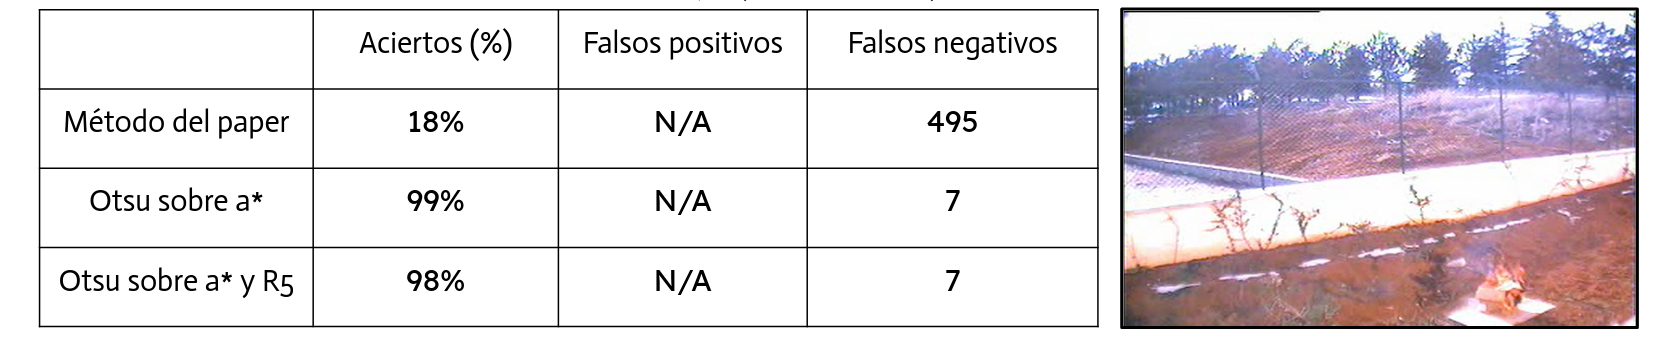 Aciertos (%) Falsos positivos Falsos negativos
Método del paper 18% N/A 495
Otsu sobre a* 99% N/A 7
Otsu sobre a* y R5 98% N/A 7